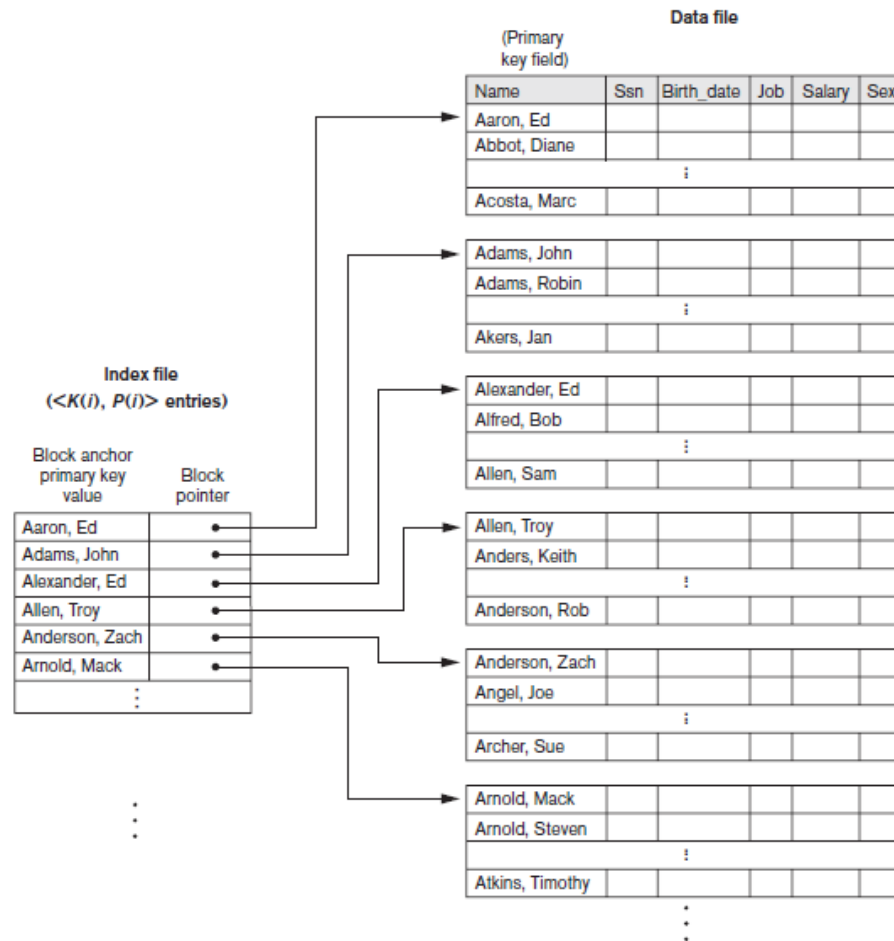 Data file
(Primary
key field)
Name Ssn Birth_date Job Salary Sex
Aaron, Ed
Abbot, Diane
⋮
Acosta, Marc
Adams, John
Adams, Robin
⋮
Akers, Jan
Alexander, Ed
Alfred, Bob
⋮
Allen, Sam
Allen, Troy
Anders, Keith
⋮
Anderson, Rob
Anderson, Zach
Angel, Joe
⋮
Archer, Sue
Arnold, Mack
Arnold, Steven
⋮
Atkins, Timothy
⋮
Index file
(<K(i), P(i)> entries)
Block anchor
primary key
value
Block
pointer
Aaron, Ed
Adams, John
Alexander, Ed
Allen, Troy
Anderson, Zach
Arnold, Mack
⋮
⋮